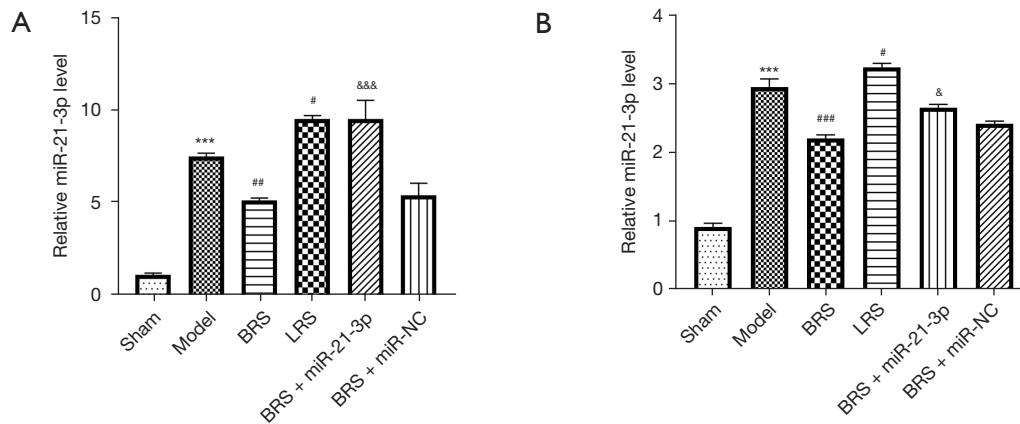 A
Relative miR-21-3p level
15
10
5
0
***
##
#
&&&
Sham
Model
BRS
LRS
BRS + miR-21-3p
BRS + miR-NC
B
Relative miR-21-3p level
4
3
2
1
0
***
###
#
&
Sham
Model
BRS
LRS
BRS + miR-21-3p
BRS + miR-NC